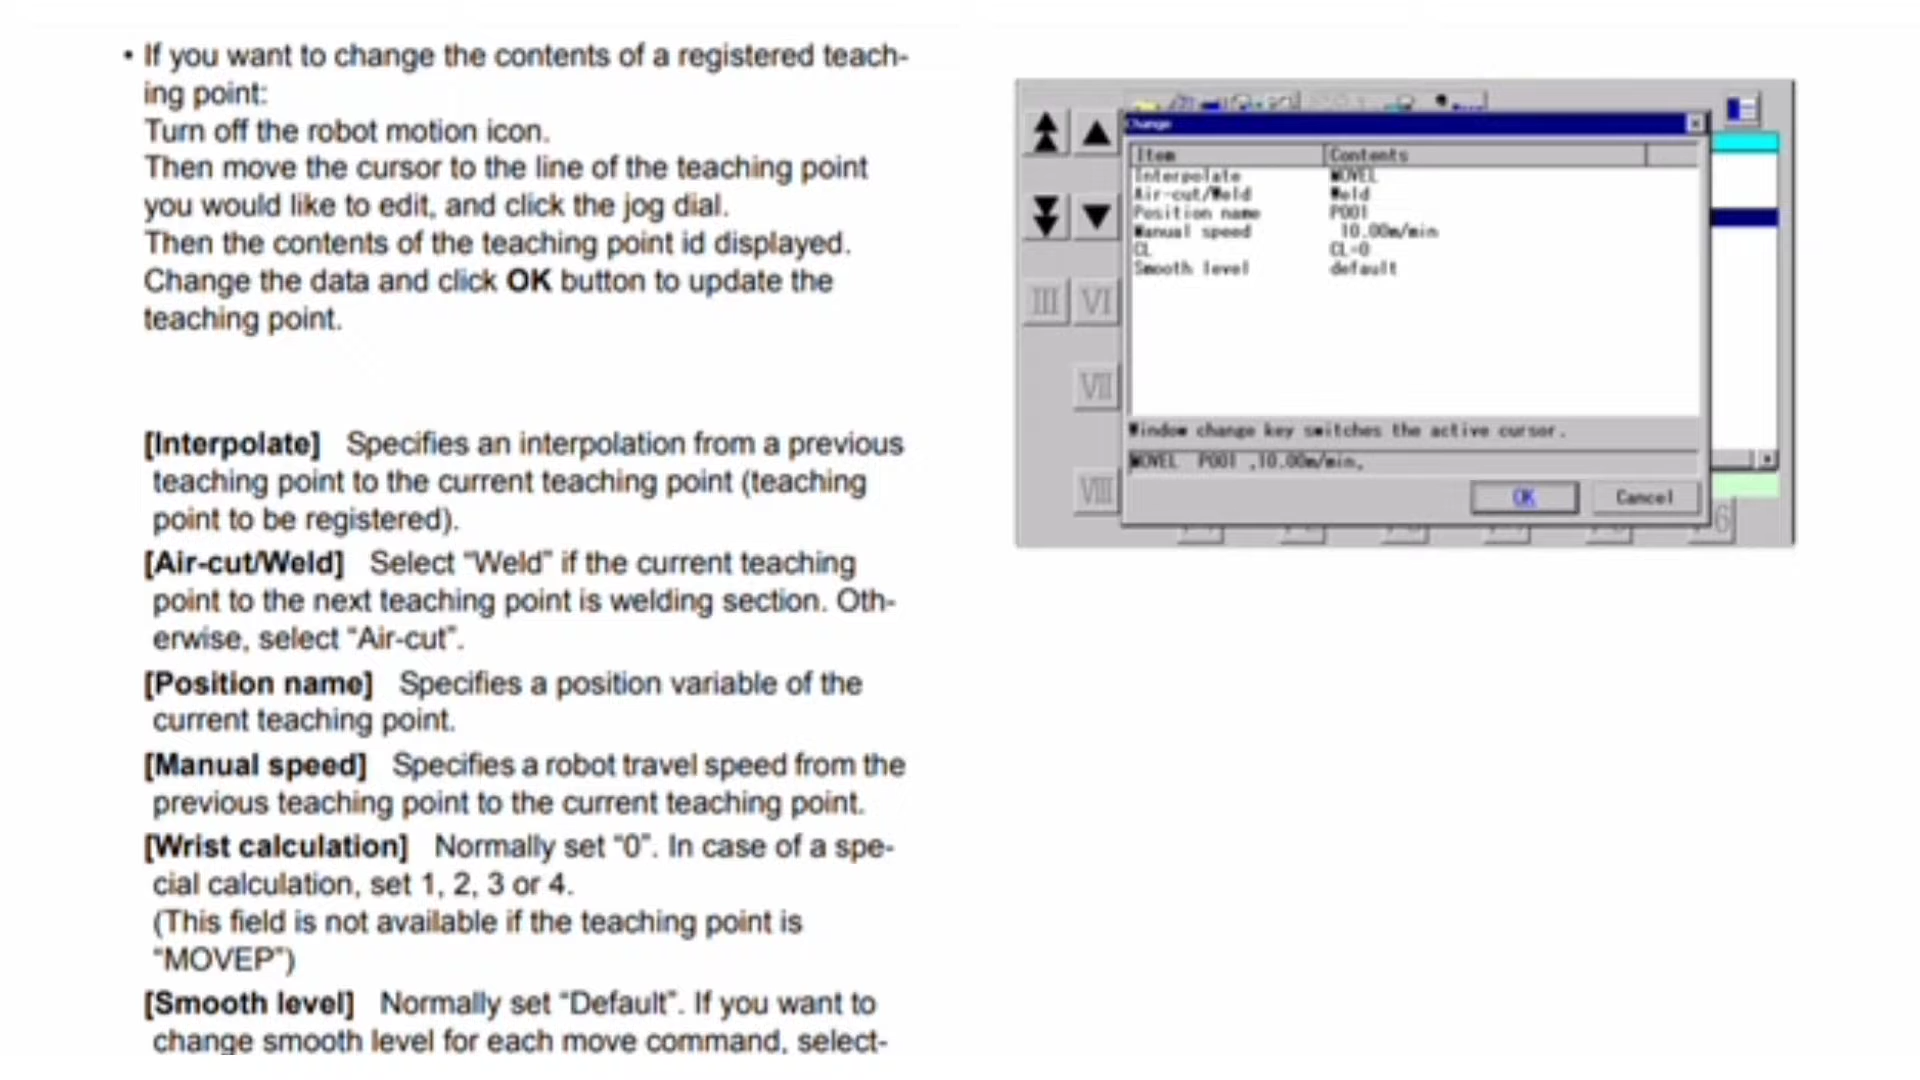 • If you want to change the contents of a registered teach-
ing point:
Turn off the robot motion icon.
Then move the cursor to the line of the teaching point
you would like to edit, and click the jog dial.
Then the contents of the teaching point id displayed.
Change the data and click OK button to update the
teaching point.
[Interpolate] Specifies an interpolation from a previous
teaching point to the current teaching point (teaching
point to be registered).
[Air-cut/Weld] Select “Weld” if the current teaching
point to the next teaching point is welding section. Oth-
erwise, select “Air-cut”.
[Position name] Specifies a position variable of the
current teaching point.
[Manual speed] Specifies a robot travel speed from the
previous teaching point to the current teaching point.
[Wrist calculation] Normally set “0”. In case of a spe-
cial calculation, set 1, 2, 3 or 4.
(This field is not available if the teaching point is
“MOVEP”)
[Smooth level] Normally set “Default”. If you want to
change smooth level for each move command, select-
Change
Item Contents
Interpolate MOVEL
Air-cut/Weld Weld
Position name P001
Manual speed 10.00m/min
CL CL=0
Smooth level default
Window change key switches the active cursor.
MOVEL P001 ,10.00m/min,
OK Cancel
III VI
VII
VIII
6